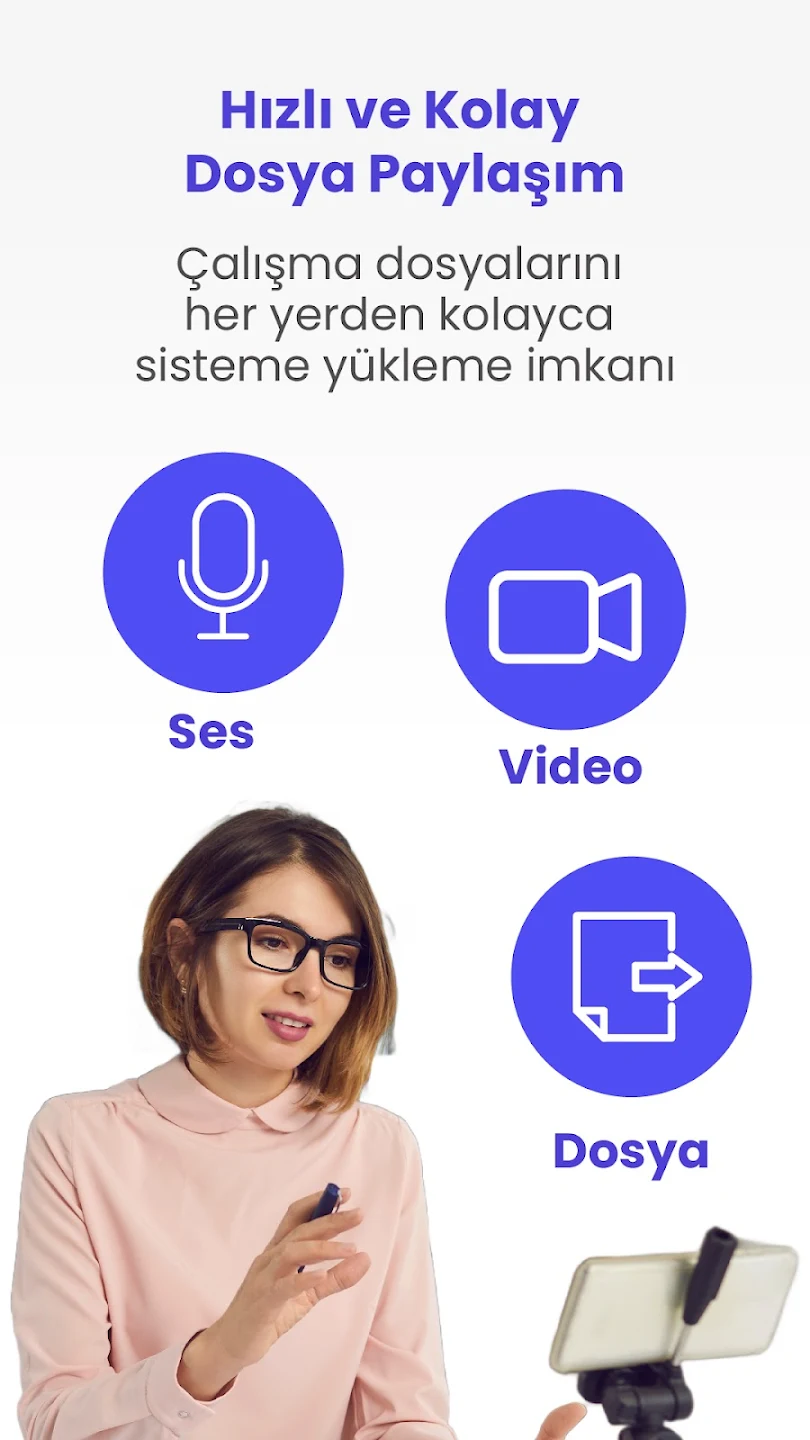 Hızlı ve Kolay
Dosya Paylaşım
Çalışma dosyalarını
her yerden kolayca
sisteme yükleme imkanı
Ses
Video
Dosya